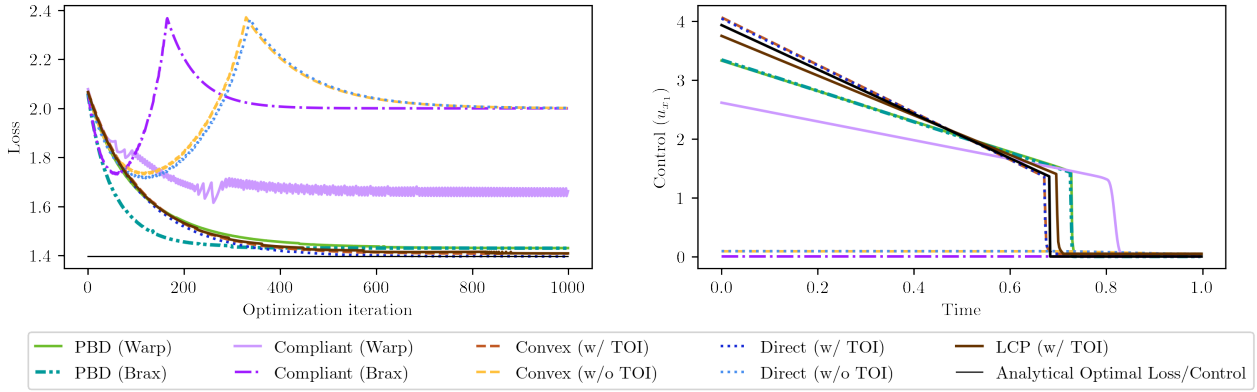 2.4
2.2
2.0
1.8
1.6
1.4
Loss
0 200 400 600 800 1000
Optimization iteration
4
3
2
1
0
Control (u_{x_1})
0.0 0.2 0.4 0.6 0.8 1.0
Time
PBD (Warp) Compliant (Warp) Convex (w/ TOI) Direct (w/ TOI) LCP (w/ TOI)
PBD (Brax) Compliant (Brax) Convex (w/o TOI) Direct (w/o TOI) Analytical Optimal Loss/Control